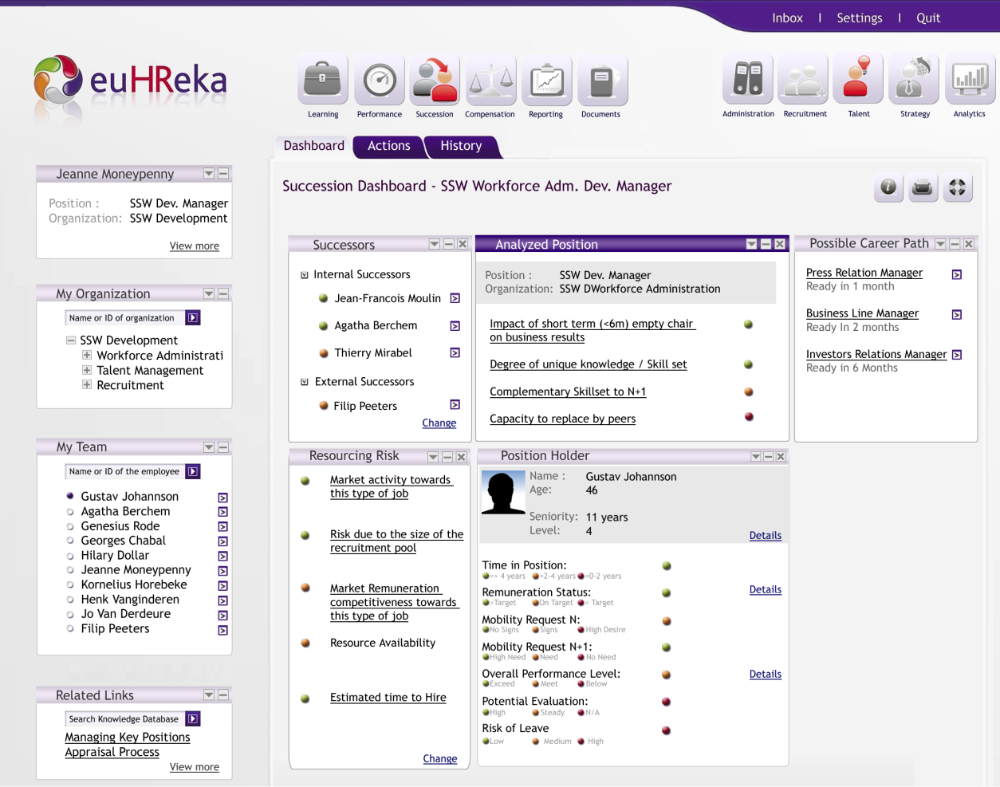 Inbox I Settings I Quit
euHReka
Learning Performance Succession Compensation Reporting Documents
Administration Recruitment Talent Strategy Analytics
Dashboard Actions History
Succession Dashboard - SSW Workforce Adm. Dev. Manager
Jeanne Moneypenny
Position : SSW Dev. Manager
Organization: SSW Development
View more
My Organization
Name or ID of organization
SSW Development
Workforce Administrati
Talent Management
Recruitment
My Team
Name or ID of the employee
Gustav Johannson
Agatha Berchem
Genesius Rode
Georges Chabal
Hilary Dollar
Jeanne Moneypenny
Kornelius Horebeke
Henk Vanginderen
Jo Van Derdeure
Filip Peeters
Related Links
Search Knowledge Database
Managing Key Positions
Appraisal Process
View more
Successors
Internal Successors
Jean-Francois Moulin
Agatha Berchem
Thierry Mirabel
External Successors
Filip Peeters
Change
Analyzed Position
Position : SSW Dev. Manager
Organization: SSW DWorkforce Administration
Impact of short term (<6m) empty chair
on business results
Degree of unique knowledge / Skill set
Complementary Skillset to N+1
Capacity to replace by peers
Possible Career Path
Press Relation Manager
Ready in 1 month
Business Line Manager
Ready In 2 months
Investors Relations Manager
Ready in 6 Months
Resourcing Risk
Market activity towards
this type of job
Risk due to the size of the
recruitment pool
Market Remuneration
competitiveness towards
this type of job
Resource Availability
Estimated time to Hire
Change
Position Holder
Name : Gustav Johannson
Age: 46
Seniority: 11 years
Level: 4
Details
Time in Position:
=> 4 years =2-4 years =0-2 years
Remuneration Status: Details
>Target On Target < Target
Mobility Request N:
No Signs Signs High Desire
Mobility Request N+1:
High Need Need No Need
Overall Performance Level: Details
Exceed Meet Below
Potential Evaluation:
High Steady N/A
Risk of Leave
Low Medium High